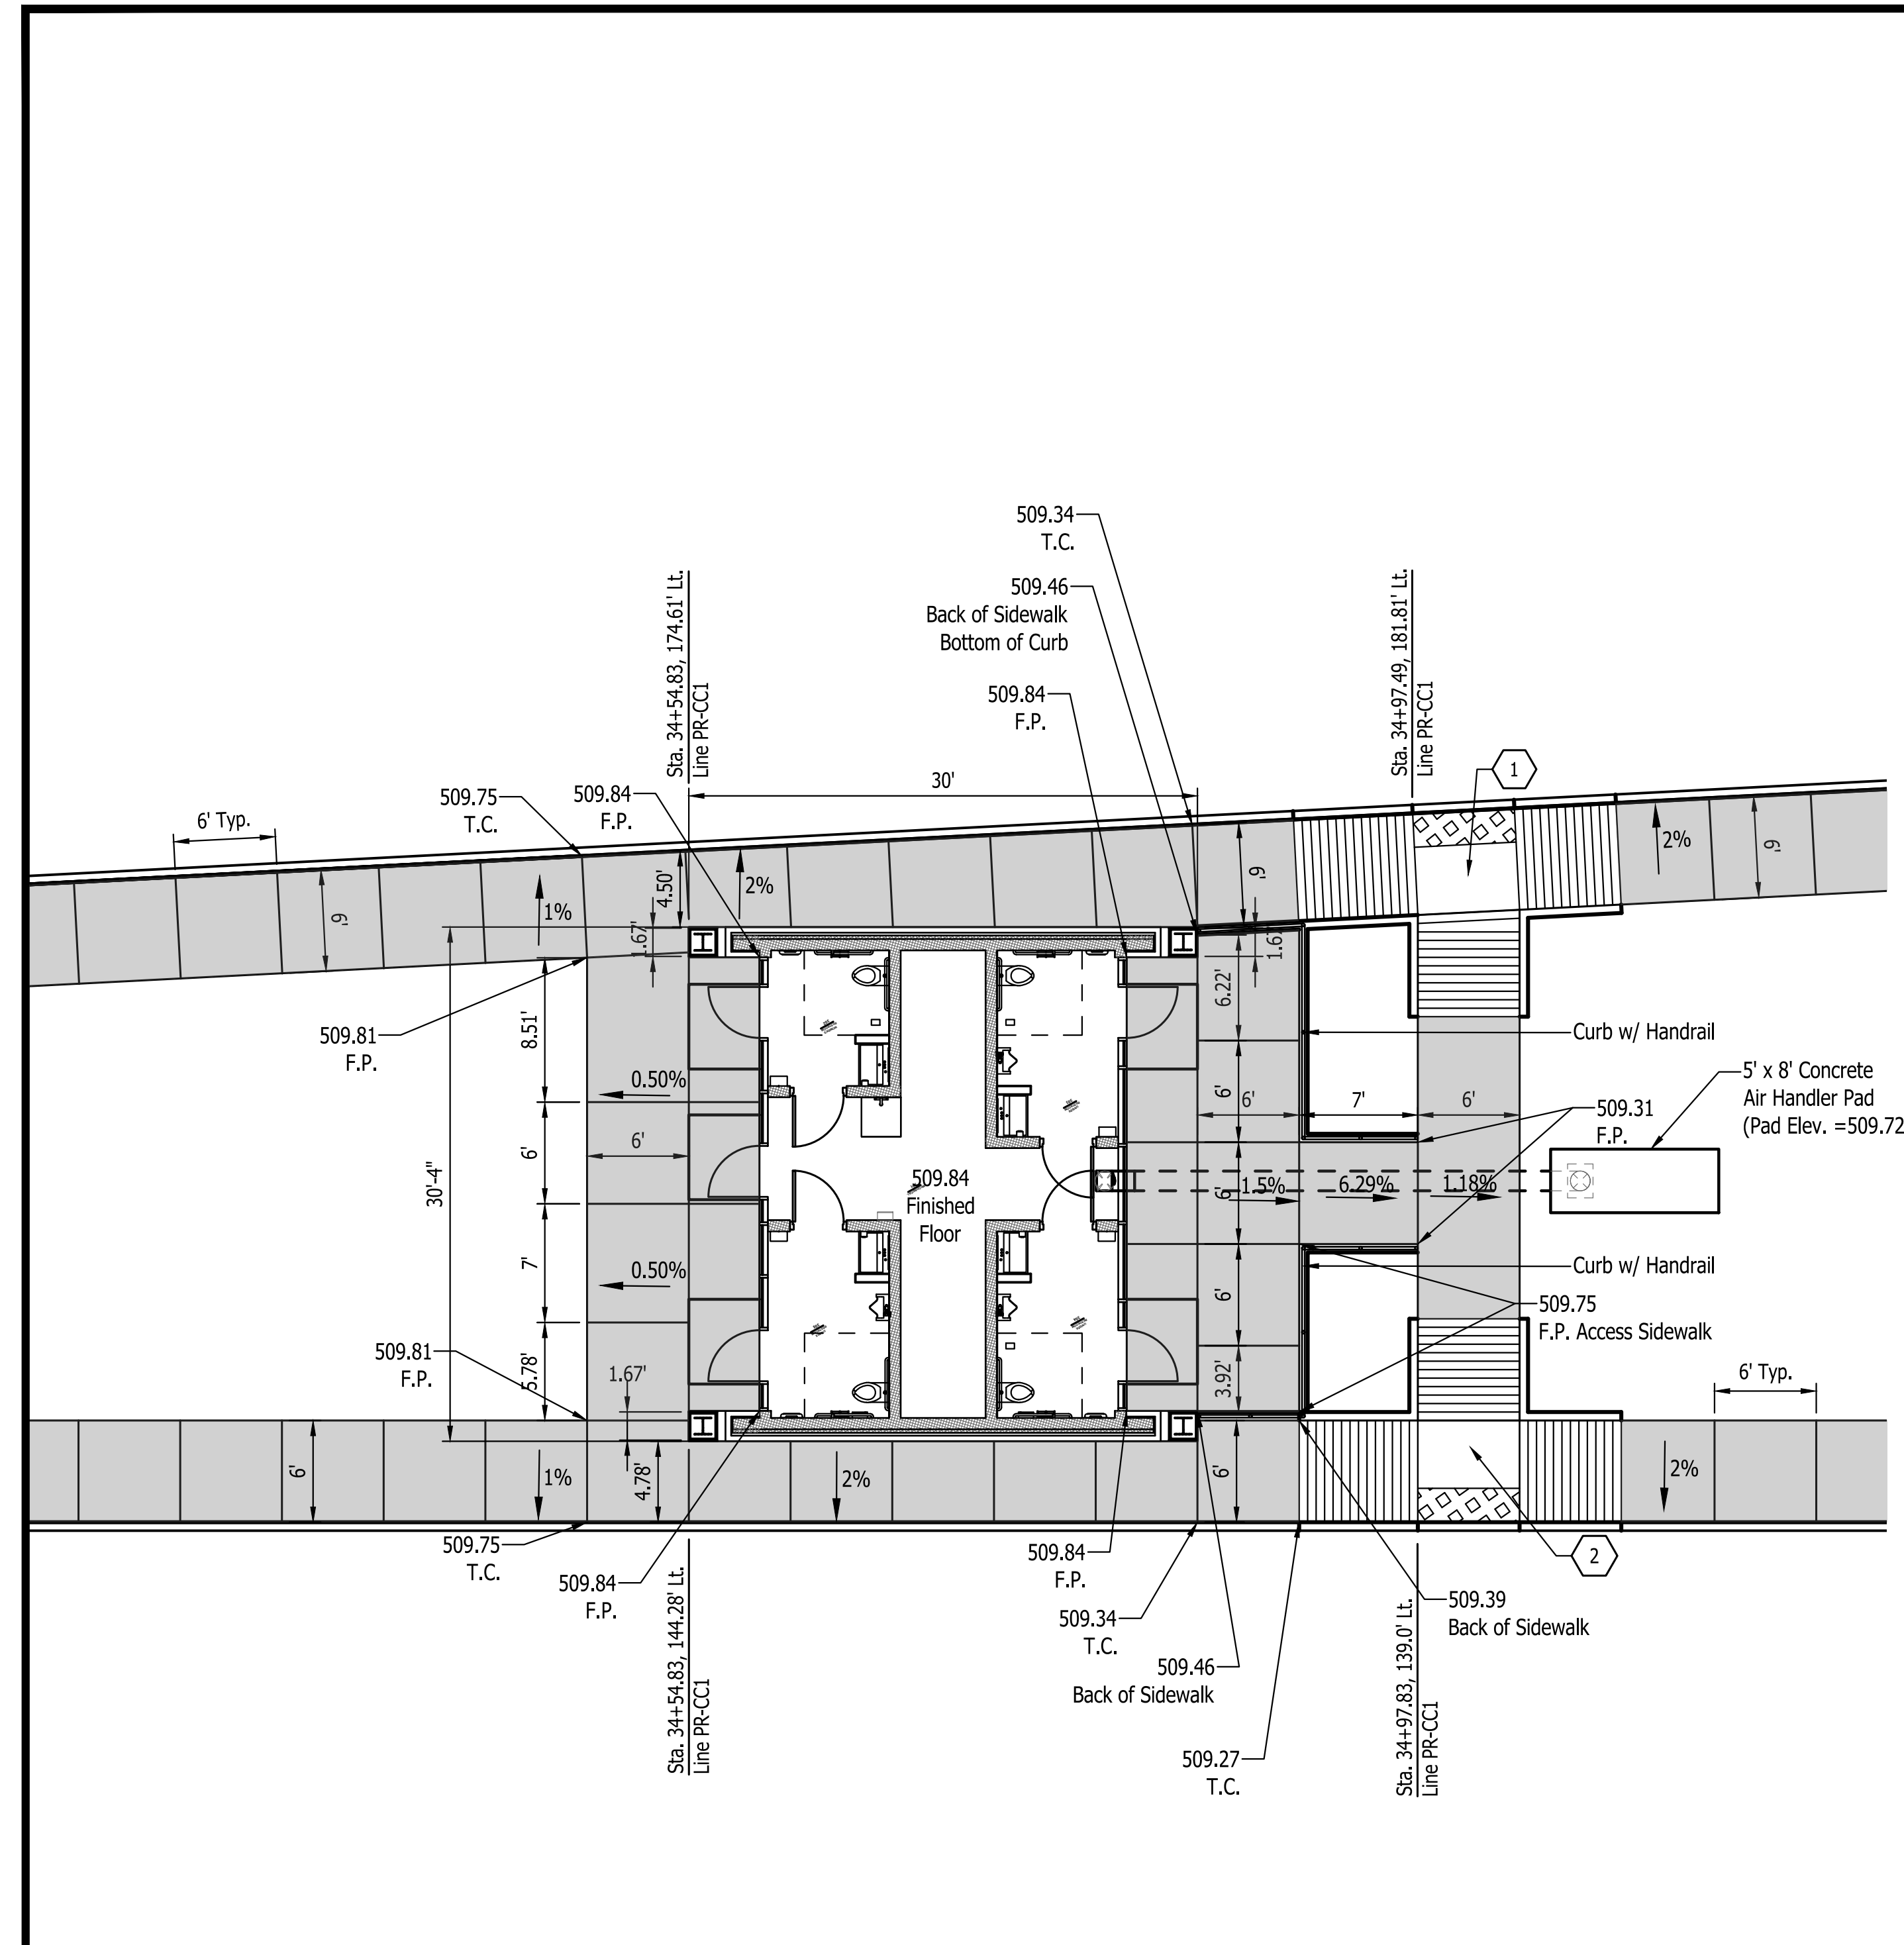 509.34
T.C.
509.46
Back of Sidewalk
Bottom of Curb
509.84
F.P.
Sta. 34+54.83, 174.61' Lt.
Line PR-CC1
Sta. 34+97.49, 181.81' Lt.
Line PR-CC1
1
30'
509.75
T.C.
509.84
F.P.
6' Typ.
6'
1%
4.50'
2%
6'
2%
6'
1.67'
1.67'
509.81
F.P.
8.51'
6.22'
0.50%
6'
6'
30'-4"
6'
6'
7'
6'
Curb w/ Handrail
5' x 8' Concrete
Air Handler Pad
(Pad Elev. =509.72
509.31
F.P.
509.84
Finished
Floor
6'
1.5%
6.29%
1.18%
7'
0.50%
6'
Curb w/ Handrail
509.75
F.P. Access Sidewalk
509.81
F.P.
5.78'
1.67'
3.92'
6' Typ.
6'
1%
4.78'
2%
6'
2%
509.75
T.C.
509.84
F.P.
509.84
F.P.
2
509.34
T.C.
509.39
Back of Sidewalk
509.46
Back of Sidewalk
Sta. 34+54.83, 144.28' Lt.
Line PR-CC1
Sta. 34+97.83, 139.0' Lt.
Line PR-CC1
509.27
T.C.